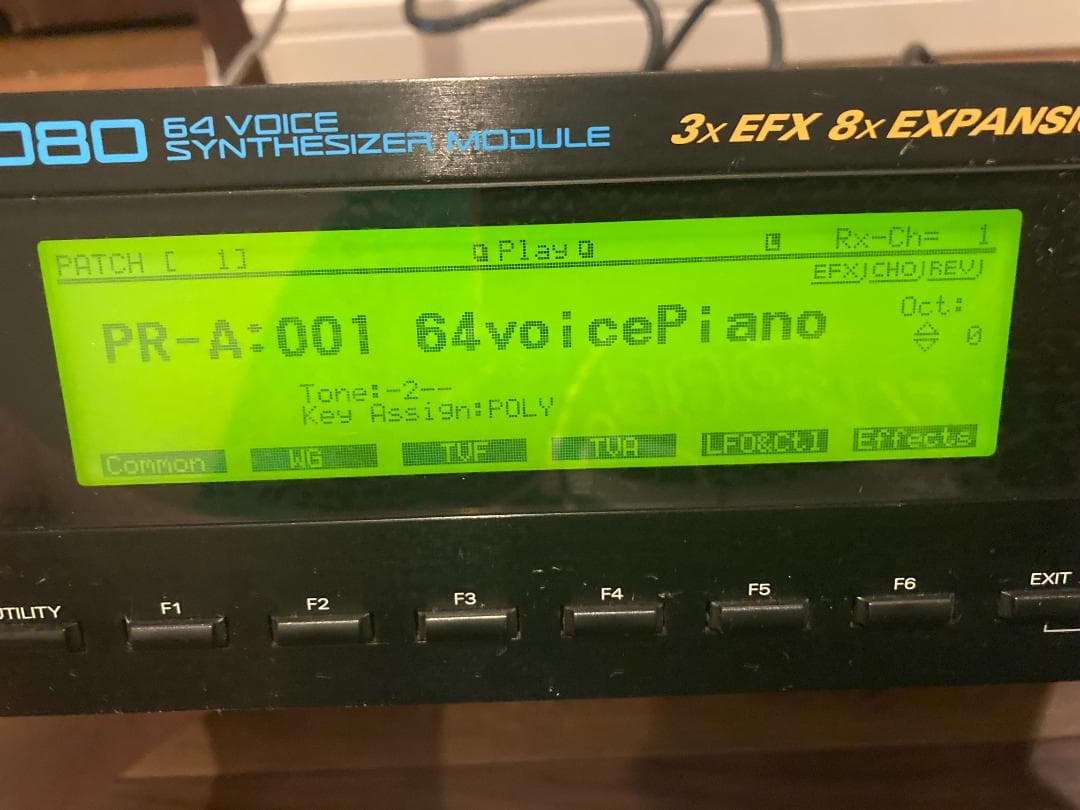 080 64 VOICE
SYNTHESIZER MODULE
3x EFX 8x EXPANSI
PATCH [ 1] Play L Rx-Ch= 1
EFX CHO REV
PR-A:001 64voicePiano
Oct:
0
Tone:-2--
Key Assign:POLY
Common WG TVF TVA LFO&Ctl Effects
UTILITY F1 F2 F3 F4 F5 F6 EXIT